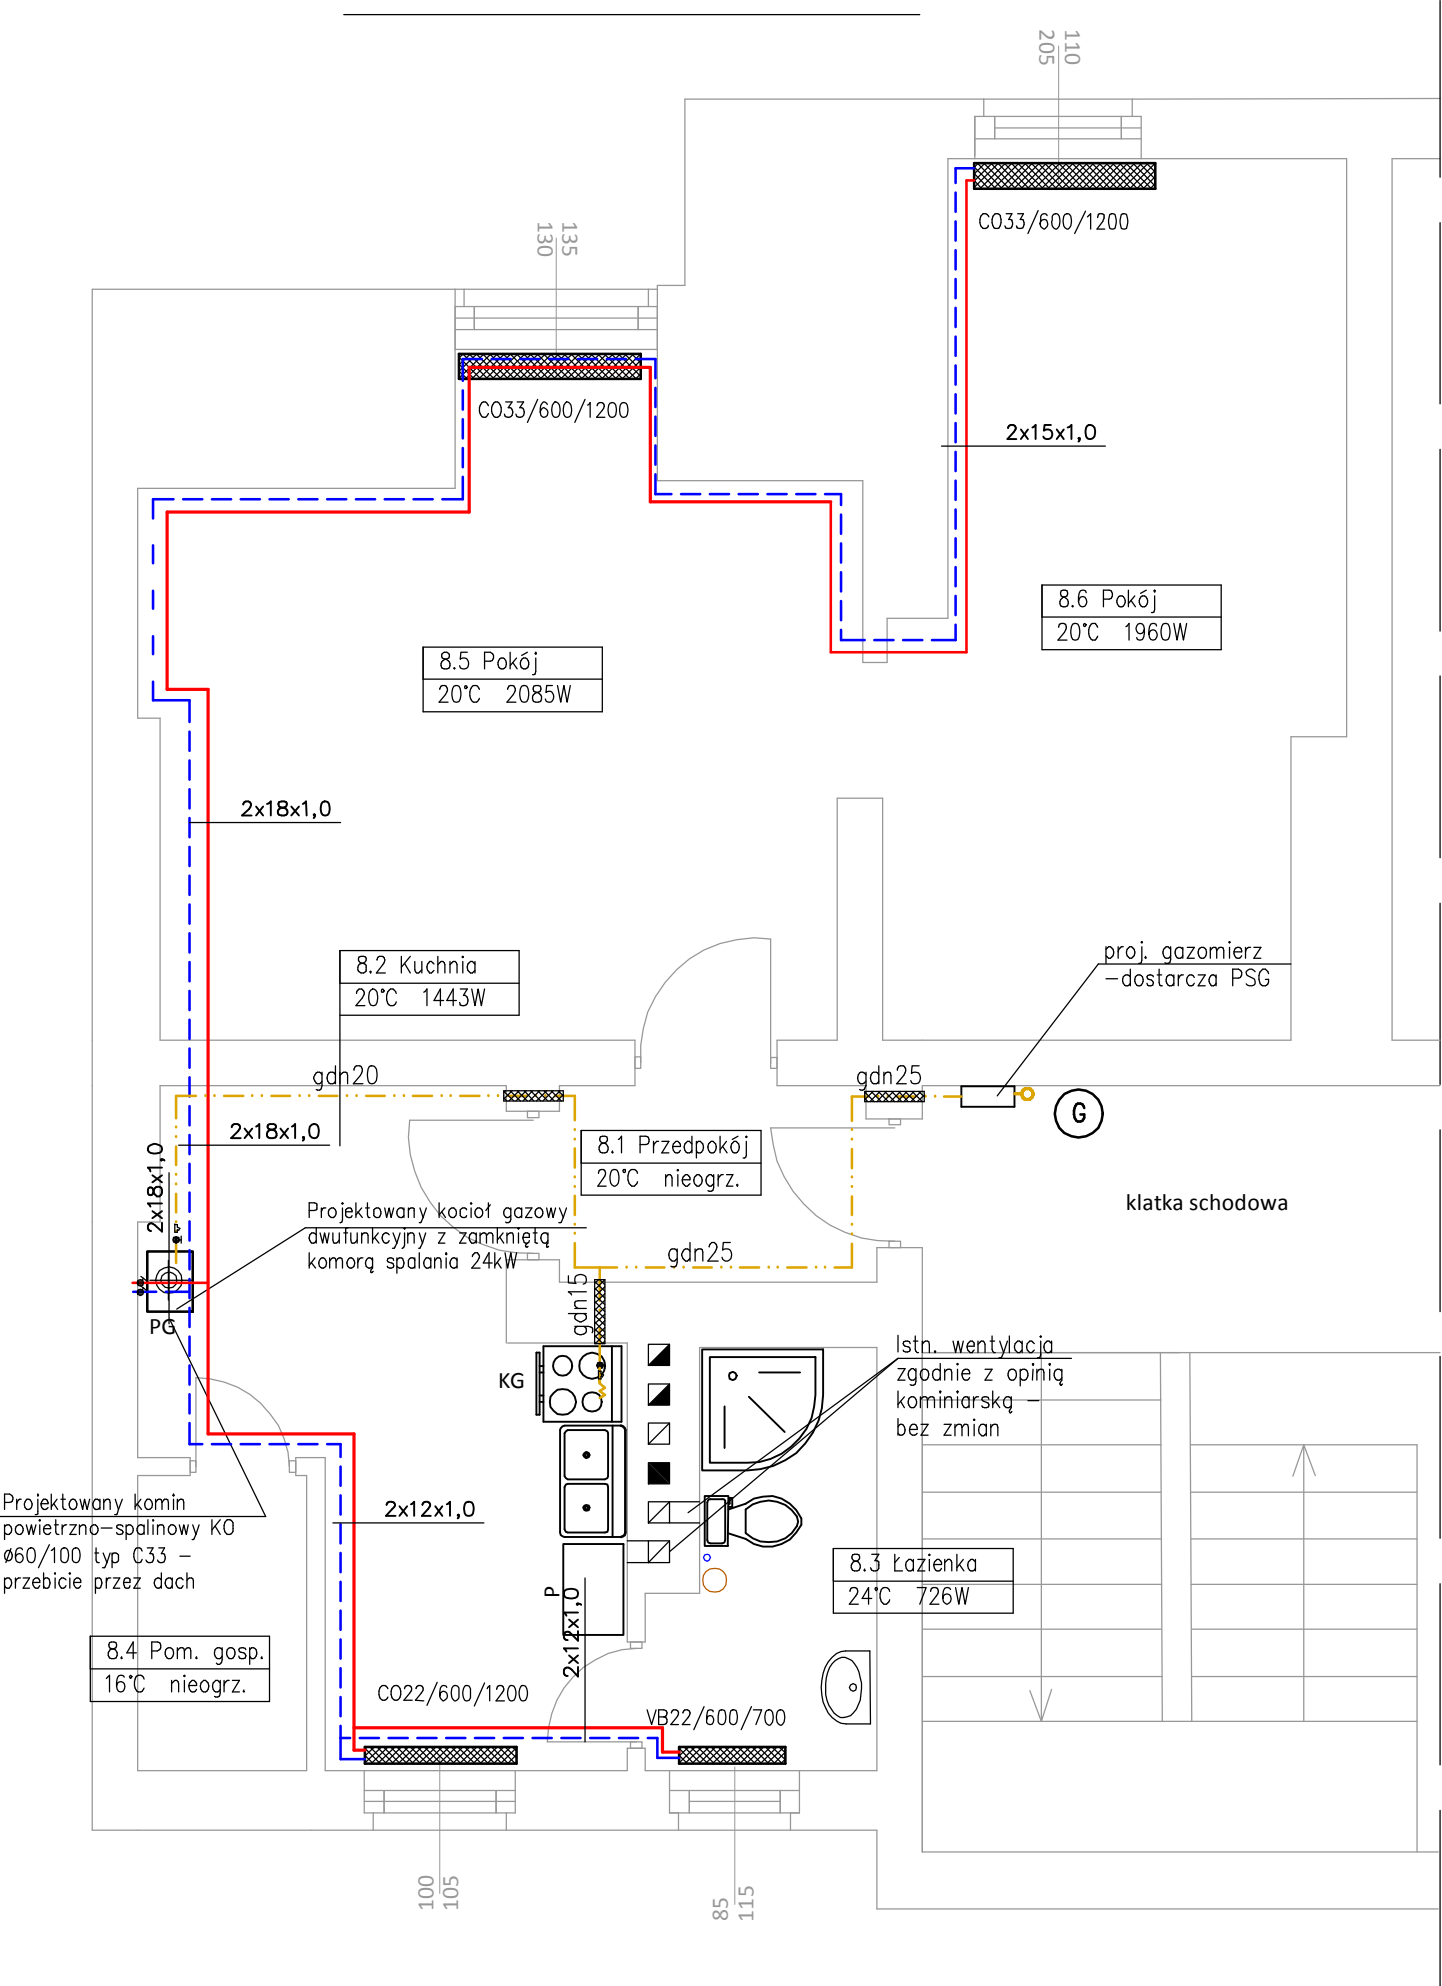 110
205
CO33/600/1200
135
130
CO33/600/1200
2x15x1,0
8.6 Pokój
20°C 1960W
8.5 Pokój
20°C 2085W
2x18x1,0
8.2 Kuchnia
20°C 1443W
proj. gazomierz
-dostarcza PSG
gdn20
gdn25
G
2x18x1,0
2x18x1,0
8.1 Przedpokój
20°C nieogrz.
klatka schodowa
Projektowany kocioł gazowy
dwufunkcyjny z zamkniętą
komorą spalania 24kW
gdn25
gdn15
PG
KG
Istn. wentylacja
zgodnie z opinią
kominiarską -
bez zmian
Projektowany komin
powietrzno-spalinowy KO
ø60/100 typ C33 -
przebicie przez dach
2x12x1,0
8.3 Łazienka
24°C 726W
P
2x12x1,0
8.4 Pom. gosp.
16°C nieogrz.
CO22/600/1200
VB22/600/700
100
105
85
115